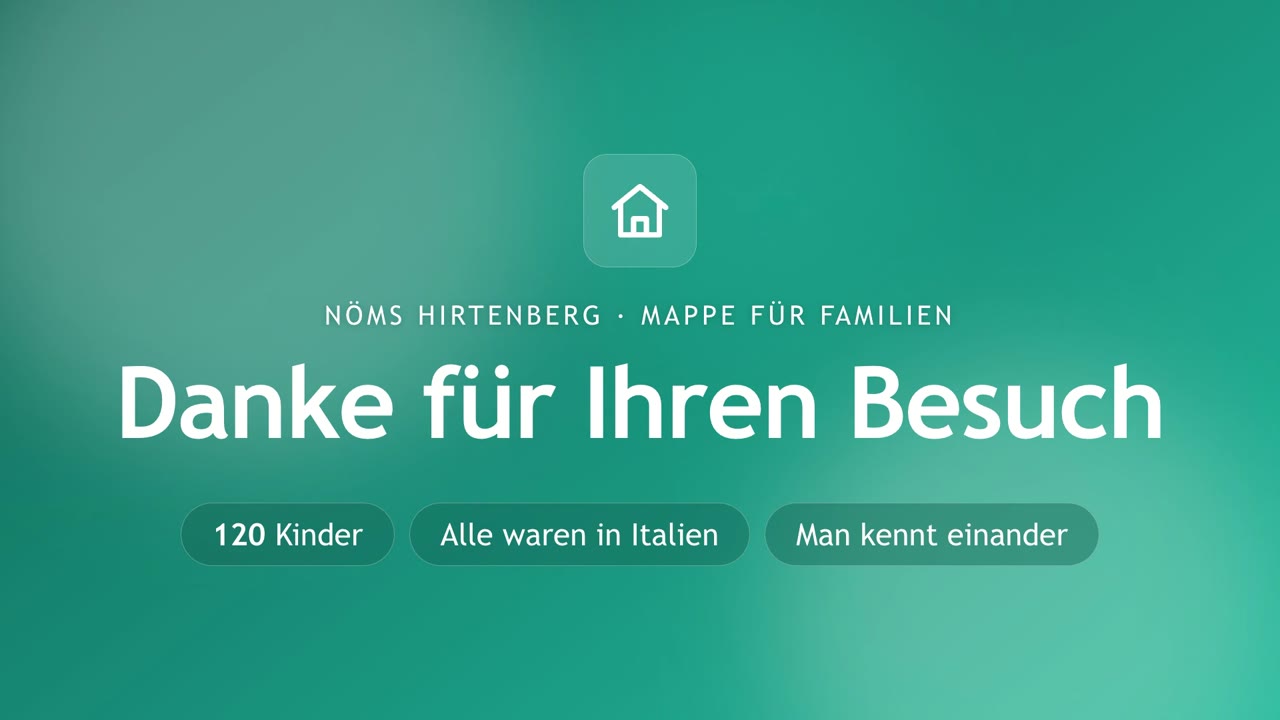 NÖMS HIRTENBERG · MAPPE FÜR FAMILIEN
Danke für Ihren Besuch
120 Kinder
Alle waren in Italien
Man kennt einander